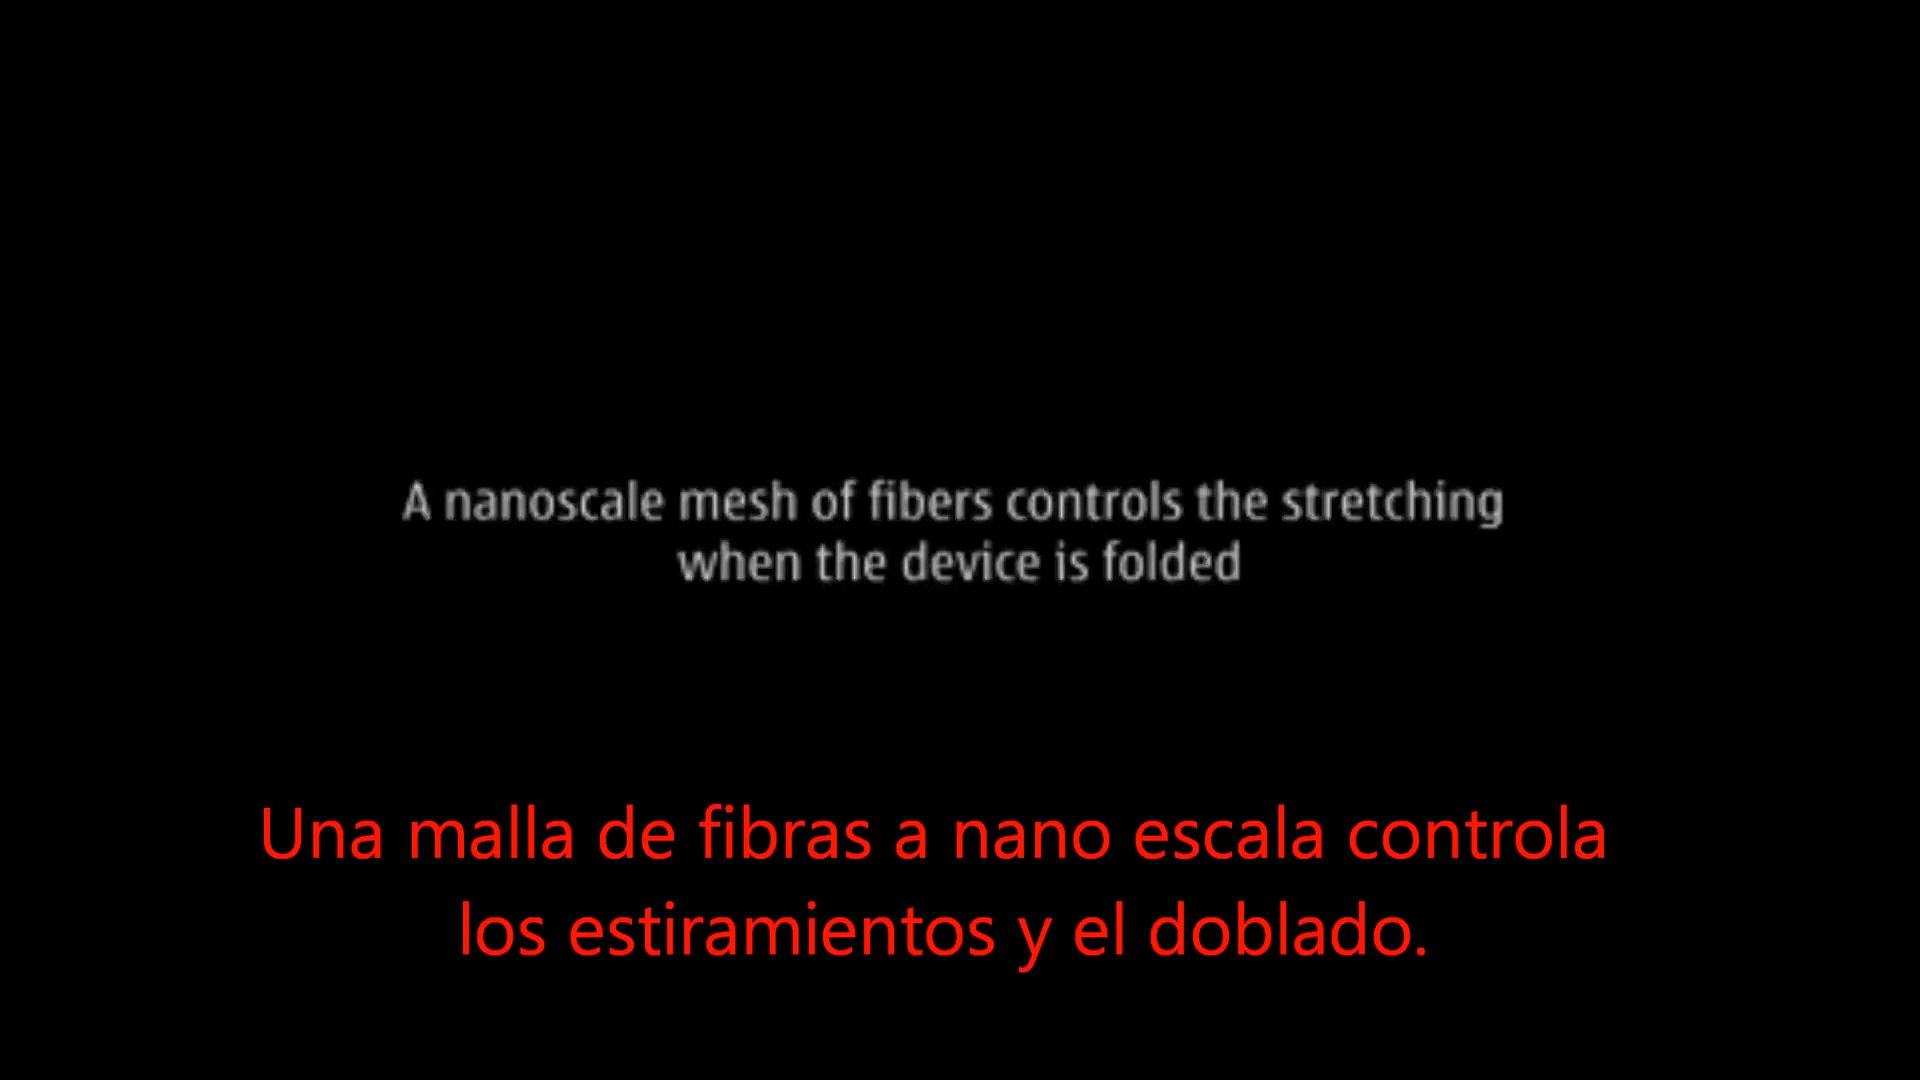 A nanoscale mesh of fibers controls the stretching
when the device is folded
Una malla de fibras a nano escala controla
los estiramientos y el doblado.